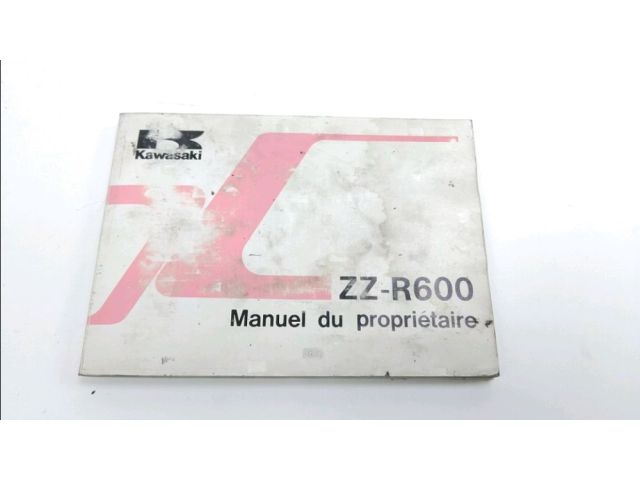 Kawasaki
ZZ-R600
Manuel du propriétaire